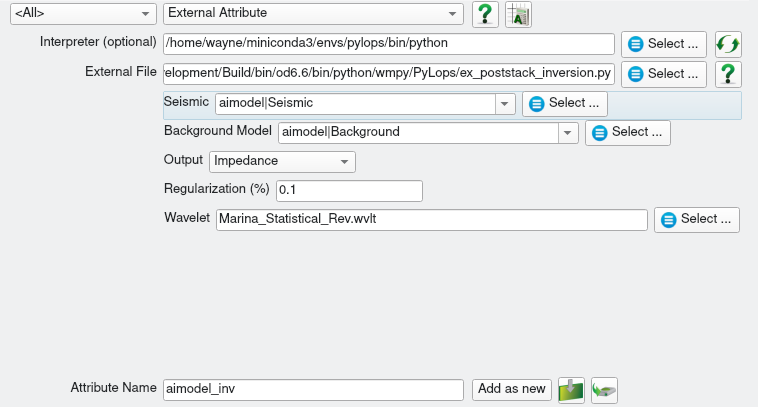 <All> External Attribute ?
Interpreter (optional) /home/wayne/miniconda3/envs/pylops/bin/python Select ...
External File elopment/Build/bin/od6.6/bin/python/wmpy/PyLops/ex_poststack_inversion.py Select ... ?
Seismic aimodel|Seismic Select ...
Background Model aimodel|Background Select ...
Output Impedance
Regularization (%) 0.1
Wavelet Marina_Statistical_Rev.wvlt Select ...
Attribute Name aimodel_inv Add as new